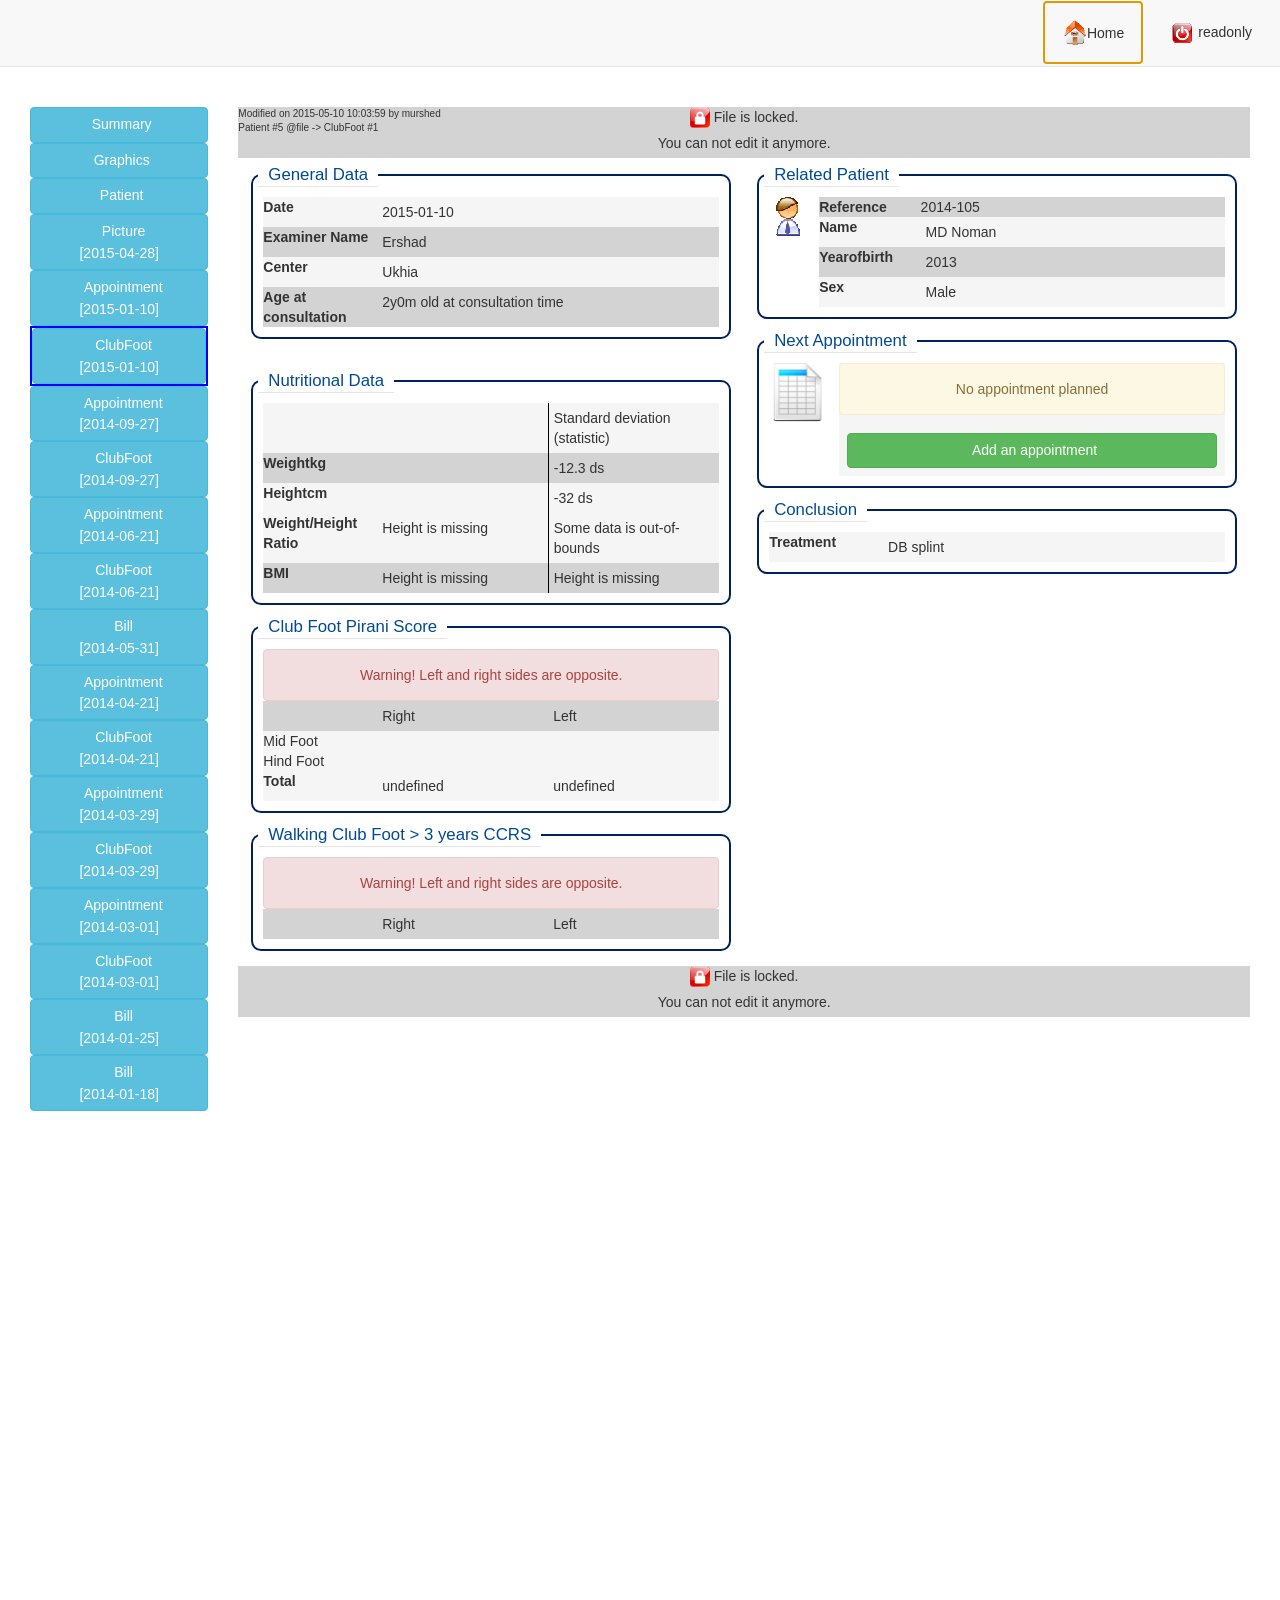 Home
readonly
Summary
Graphics
Patient
Picture
[2015-04-28]
Appointment
[2015-01-10]
ClubFoot
[2015-01-10]
Appointment
[2014-09-27]
ClubFoot
[2014-09-27]
Appointment
[2014-06-21]
ClubFoot
[2014-06-21]
Bill
[2014-05-31]
Appointment
[2014-04-21]
ClubFoot
[2014-04-21]
Appointment
[2014-03-29]
ClubFoot
[2014-03-29]
Appointment
[2014-03-01]
ClubFoot
[2014-03-01]
Bill
[2014-01-25]
Bill
[2014-01-18]
Modified on 2015-05-10 10:03:59 by murshed
Patient #5 @file -> ClubFoot #1
File is locked.
You can not edit it anymore.
General Data
Date 2015-01-10
Examiner Name Ershad
Center Ukhia
Age at
consultation
2y0m old at consultation time
Nutritional Data
Standard deviation
(statistic)
Weightkg -12.3 ds
Heightcm -32 ds
Weight/Height
Ratio
Height is missing
Some data is out-of-
bounds
BMI Height is missing Height is missing
Club Foot Pirani Score
Warning! Left and right sides are opposite.
Right Left
Mid Foot
Hind Foot
Total undefined undefined
Walking Club Foot > 3 years CCRS
Warning! Left and right sides are opposite.
Right Left
Related Patient
Reference 2014-105
Name MD Noman
Yearofbirth 2013
Sex Male
Next Appointment
No appointment planned
Add an appointment
Conclusion
Treatment DB splint
File is locked.
You can not edit it anymore.